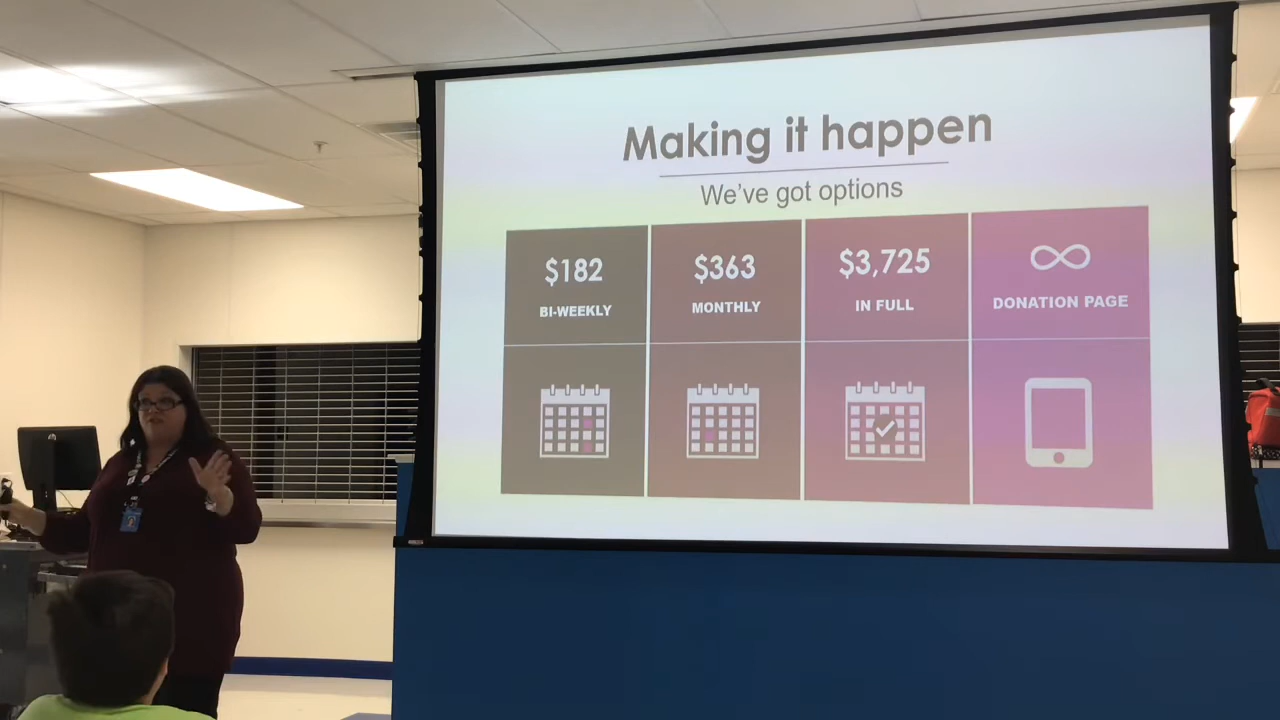 Making it happen
We've got options
$182
BI-WEEKLY
$363
MONTHLY
$3,725
IN FULL
DONATION PAGE